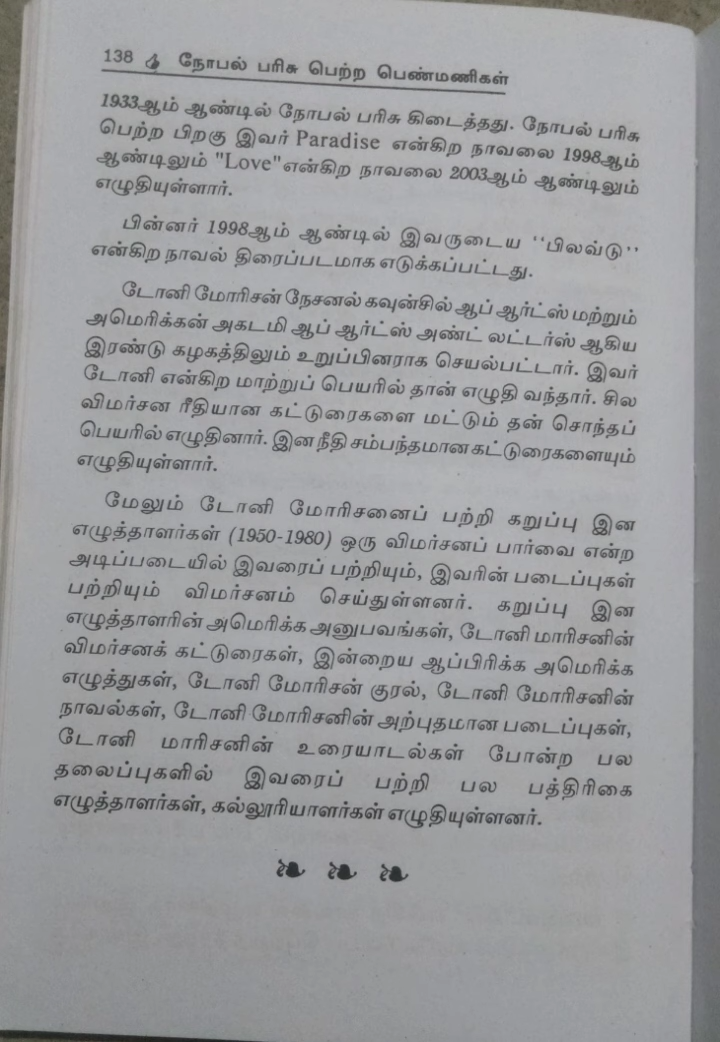 138 நோபல் பரிசு பெற்ற பெண்மணிகள்
1933ஆம் ஆண்டில் நோபல் பரிசு கிடைத்தது. நோபல் பரிசு
பெற்ற பிறகு இவர் Paradise என்கிற நாவலை 1998ஆம்
ஆண்டிலும் "Love"என்கிற நாவலை 2003ஆம் ஆண்டிலும்
எழுதியுள்ளார்.
பின்னர் 1998ஆம் ஆண்டில் இவருடைய ''பிலவ்டு''
என்கிற நாவல் திரைப்படமாக எடுக்கப்பட்டது.
டோனி மோரிசன் நேசனல் கவுன்சில் ஆப் ஆர்ட்ஸ் மற்றும்
அமெரிக்கன் அகடமி ஆப் ஆர்ட்ஸ் அண்ட் லட்டர்ஸ் ஆகிய
இரண்டு கழகத்திலும் உறுப்பினராக செயல்பட்டார். இவர்
டோனி என்கிற மாற்றுப் பெயரில் தான் எழுதி வந்தார். சில
விமர்சன ரீதியான கட்டுரைகளை மட்டும் தன் சொந்தப்
பெயரில் எழுதினார். இன நீதி சம்பந்தமான கட்டுரைகளையும்
எழுதியுள்ளார்.
மேலும் டோனி மோரிசனைப் பற்றி கறுப்பு இன
எழுத்தாளர்கள் (1950-1980) ஒரு விமர்சனப் பார்வை என்ற
அடிப்படையில் இவரைப் பற்றியும், இவரின் படைப்புகள்
பற்றியும் விமர்சனம் செய்துள்ளனர். கறுப்பு இன
எழுத்தாளரின் அமெரிக்க அனுபவங்கள், டோனி மாரிசனின்
விமர்சனக் கட்டுரைகள், இன்றைய ஆப்பிரிக்க அமெரிக்க
எழுத்துகள், டோனி மோரிசன் குரல், டோனி மோரிசனின்
நாவல்கள், டோனி மோரிசனின் அற்புதமான படைப்புகள்,
டோனி மாரிசனின் உரையாடல்கள் போன்ற பல
தலைப்புகளில் இவரைப் பற்றி பல பத்திரிகை
எழுத்தாளர்கள், கல்லூரியாளர்கள் எழுதியுள்ளனர்.